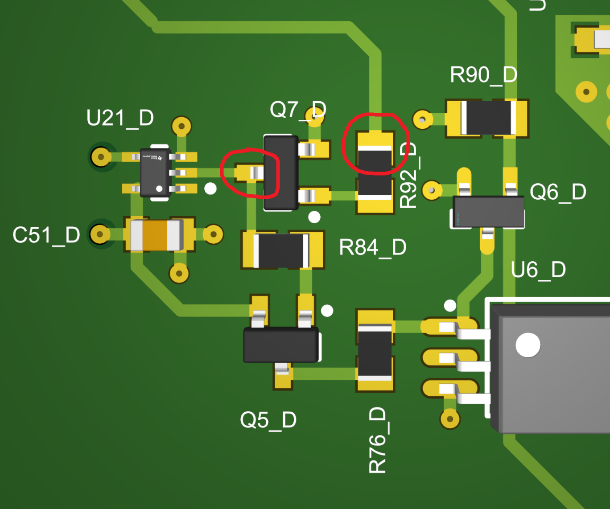 U
R90_D
Q7_D
U21_D
R92_D
Q6_D
C51_D
R84_D
U6_D
Q5_D
R76_D